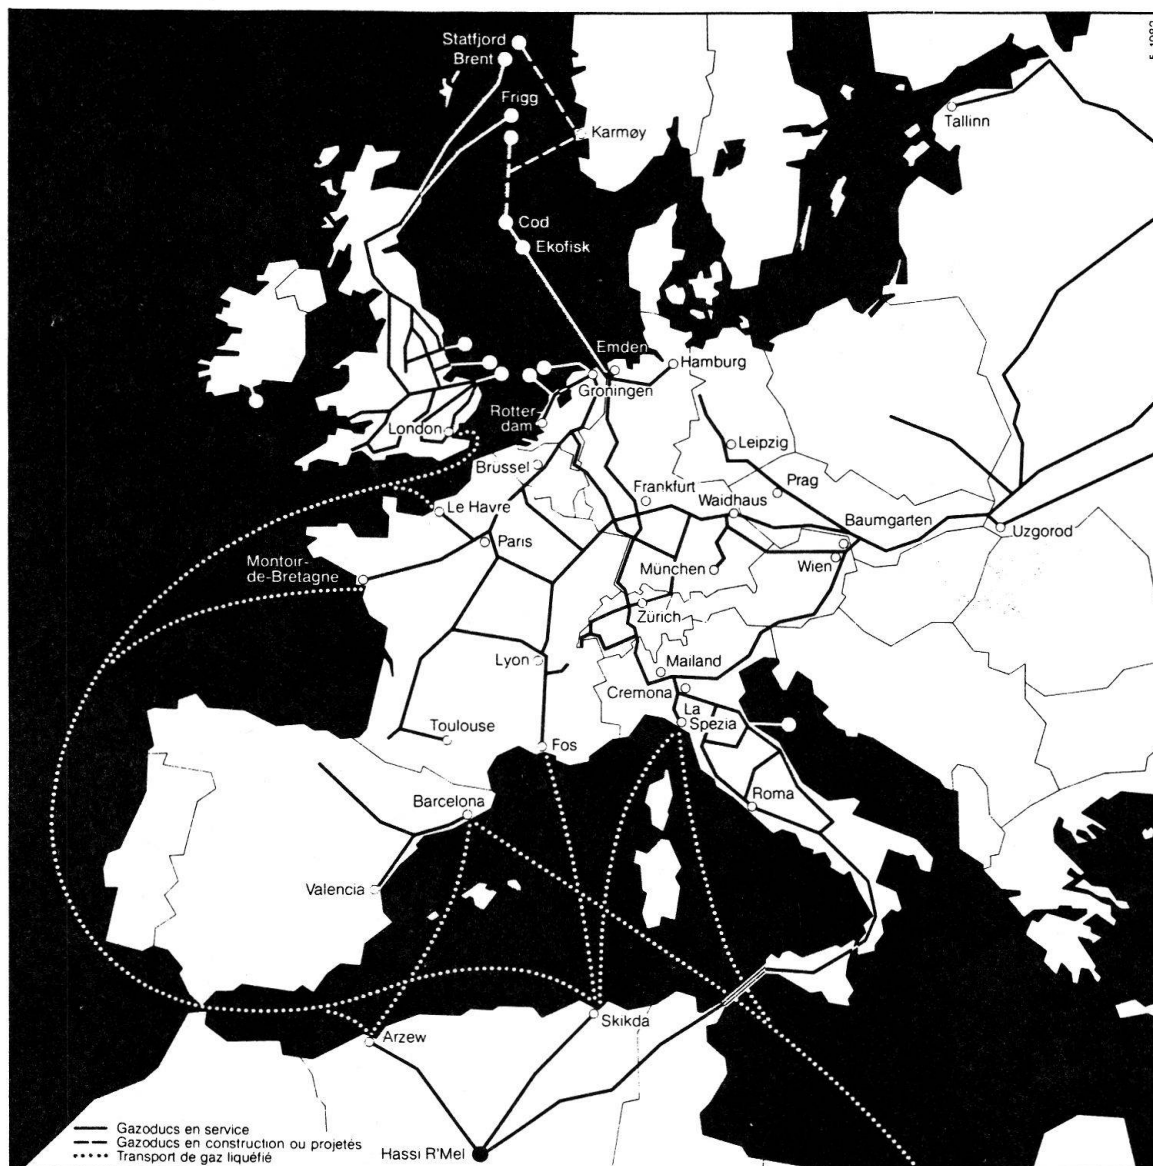 Statfjord
Brent
Frigg
Karmøy
Tallinn
Cod
Ekofisk
Emden
Hamburg
Groningen
Rotter-
dam
London
Leipzig
Brüssel
Prag
Frankfurt
Waidhaus
Le Havre
Baumgarten
Uzgorod
Paris
Montoir-
de-Bretagne
München
Wien
Zürich
Lyon
Mailand
Cremona
La
Spezia
Toulouse
Fos
Barcelona
Roma
Valencia
Skikda
Arzew
Hassi R'Mel
Gazoducs en service
Gazoducs en construction ou projetés
Transport de gaz liquéfié